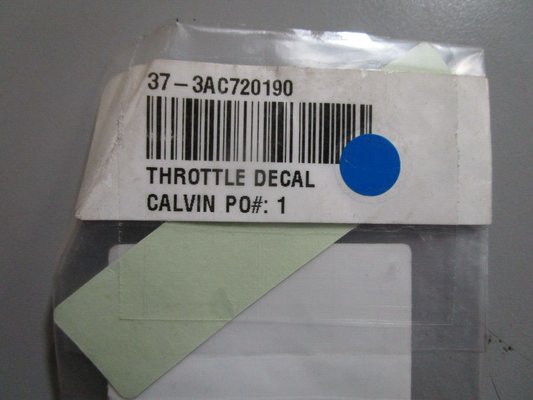 37-3AC720190
THROTTLE DECAL
CALVIN PO#: 1